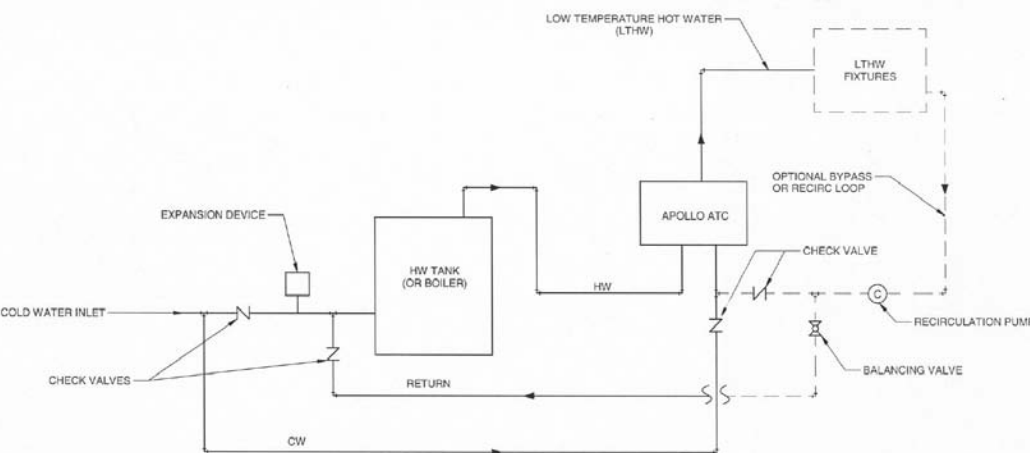 LOW TEMPERATURE HOT WATER
(LTHW)
LTHW
FIXTURES
OPTIONAL BYPASS
OR RECIRC LOOP
EXPANSION DEVICE
APOLLO ATC
HW TANK
(OR BOILER)
CHECK VALVE
HW
COLD WATER INLET
C
RECIRCULATION PUMP
CHECK VALVES
RETURN
BALANCING VALVE
CW